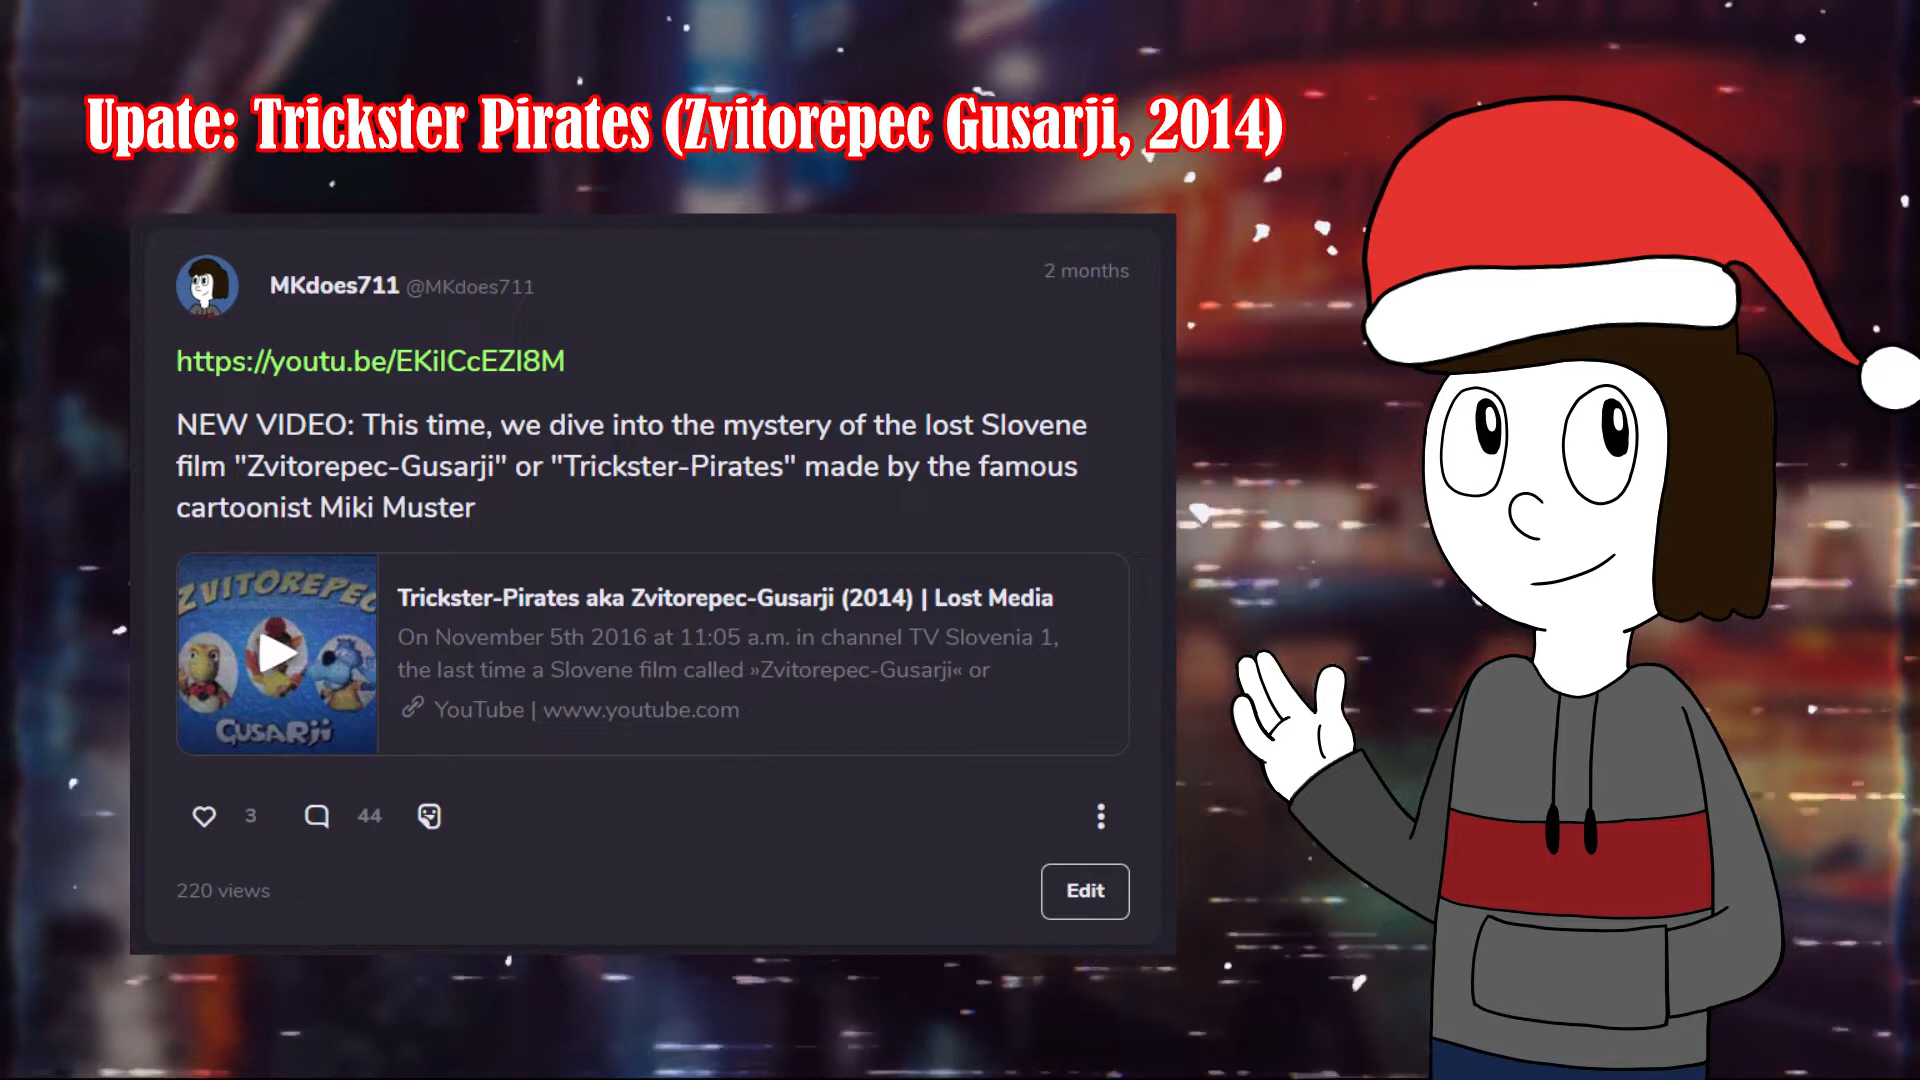 Upate: Trickster Pirates (Zvitorepec Gusarji, 2014)
MKdoes711 @MKdoes711
2 months
https://youtu.be/EKiICcEZI8M
NEW VIDEO: This time, we dive into the mystery of the lost Slovene
film "Zvitorepec-Gusarji" or "Trickster-Pirates" made by the famous
cartoonist Miki Muster
ZVITOREPEC
GUSARJi
Trickster-Pirates aka Zvitorepec-Gusarji (2014) | Lost Media
On November 5th 2016 at 11:05 a.m. in channel TV Slovenia 1,
the last time a Slovene film called »Zvitorepec-Gusarji« or
YouTube | www.youtube.com
3
44
220 views
Edit